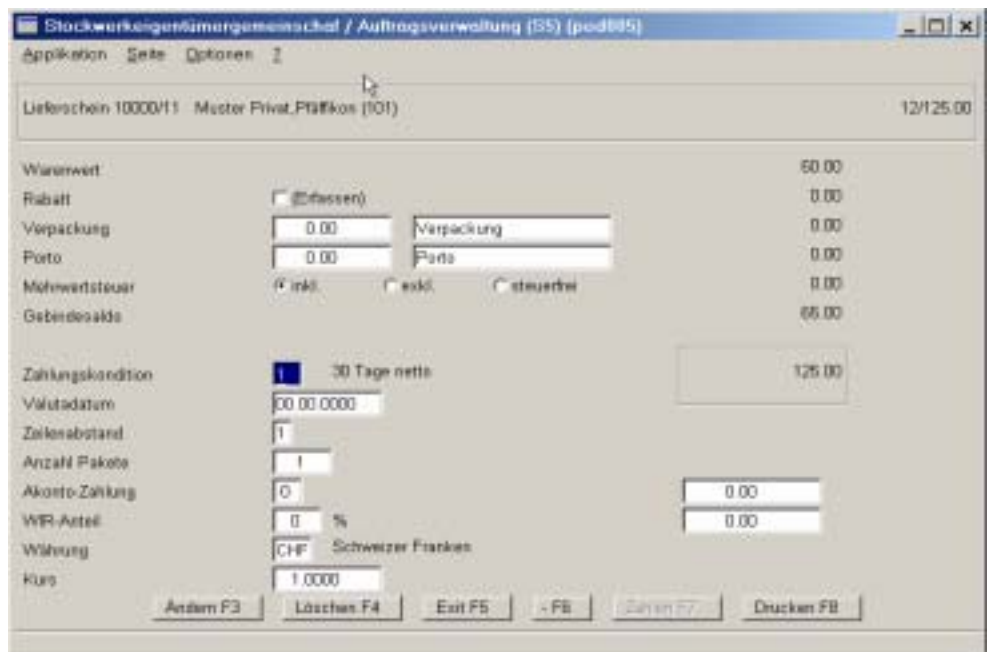 Stockwerkeigentümergemeinschaf / Auftragsverwaltung (S5) (pod885)
Applikation Seite Optionen ?
Lieferschein 10000/11 Muster Privat,Pfäffikon (101) 12/125.00
Warenwert 60.00
Rabatt (Erfassen) 0.00
Verpackung 0.00 Verpackung 0.00
Porto 0.00 Porto 0.00
Mehrwertsteuer inkl. exkl. steuerfrei 0.00
Gebindesaldo 65.00
Zahlungskondition 1 30 Tage netto 125.00
Valutadatum 00.00.0000
Zeilenabstand 1
Anzahl Pakete 1
Akonto-Zahlung 0 0.00
WIR-Anteil 0 % 0.00
Währung CHF Schweizer Franken
Kurs 1.0000
Ändern F3 Löschen F4 Exit F5 - F6 Zahlen F7 Drucken F8